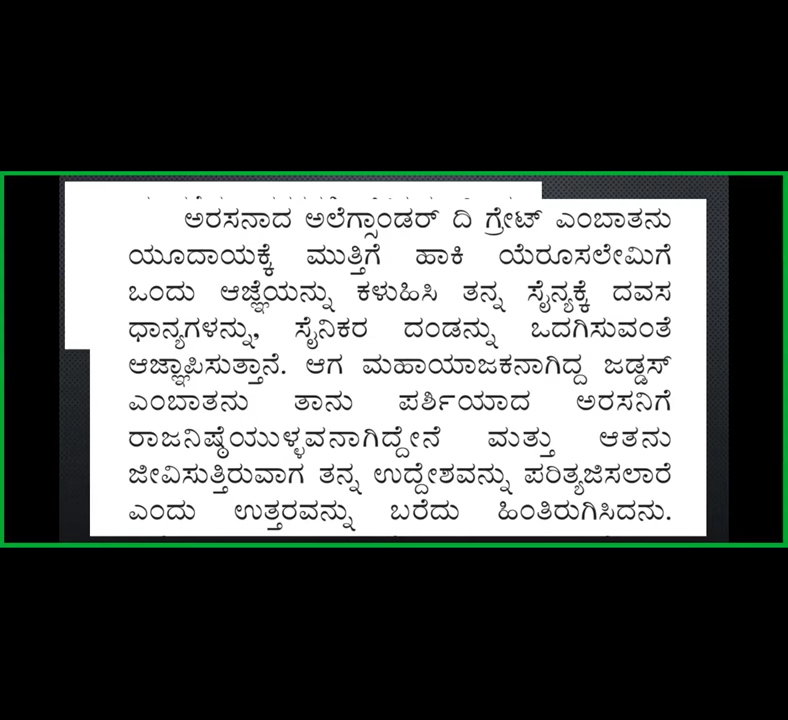 ಅರಸನಾದ ಅಲೆಗ್ಸಾಂಡರ್ ದಿ ಗ್ರೇಟ್ ಎಂಬಾತನು
ಯೂದಾಯಕ್ಕೆ ಮುತ್ತಿಗೆ ಹಾಕಿ ಯೆರೂಸಲೇಮಿಗೆ
ಒಂದು ಆಜ್ಞೆಯನ್ನು ಕಳುಹಿಸಿ ತನ್ನ ಸೈನ್ಯಕ್ಕೆ ದವಸ
ಧಾನ್ಯಗಳನ್ನು, ಸೈನಿಕರ ದಂಡನ್ನು ಒದಗಿಸುವಂತೆ
ಆಜ್ಞಾಪಿಸುತ್ತಾನೆ. ಆಗ ಮಹಾಯಾಜಕನಾಗಿದ್ದ ಜಡ್ಡಸ್
ಎಂಬಾತನು ತಾನು ಪರ್ಶಿಯಾದ ಅರಸನಿಗೆ
ರಾಜನಿಷ್ಠೆಯುಳ್ಳವನಾಗಿದ್ದೇನೆ ಮತ್ತು ಆತನು
ಜೀವಿಸುತ್ತಿರುವಾಗ ತನ್ನ ಉದ್ದೇಶವನ್ನು ಪರಿತ್ಯಜಿಸಲಾರೆ
ಎಂದು ಉತ್ತರವನ್ನು ಬರೆದು ಹಿಂತಿರುಗಿಸಿದನು.